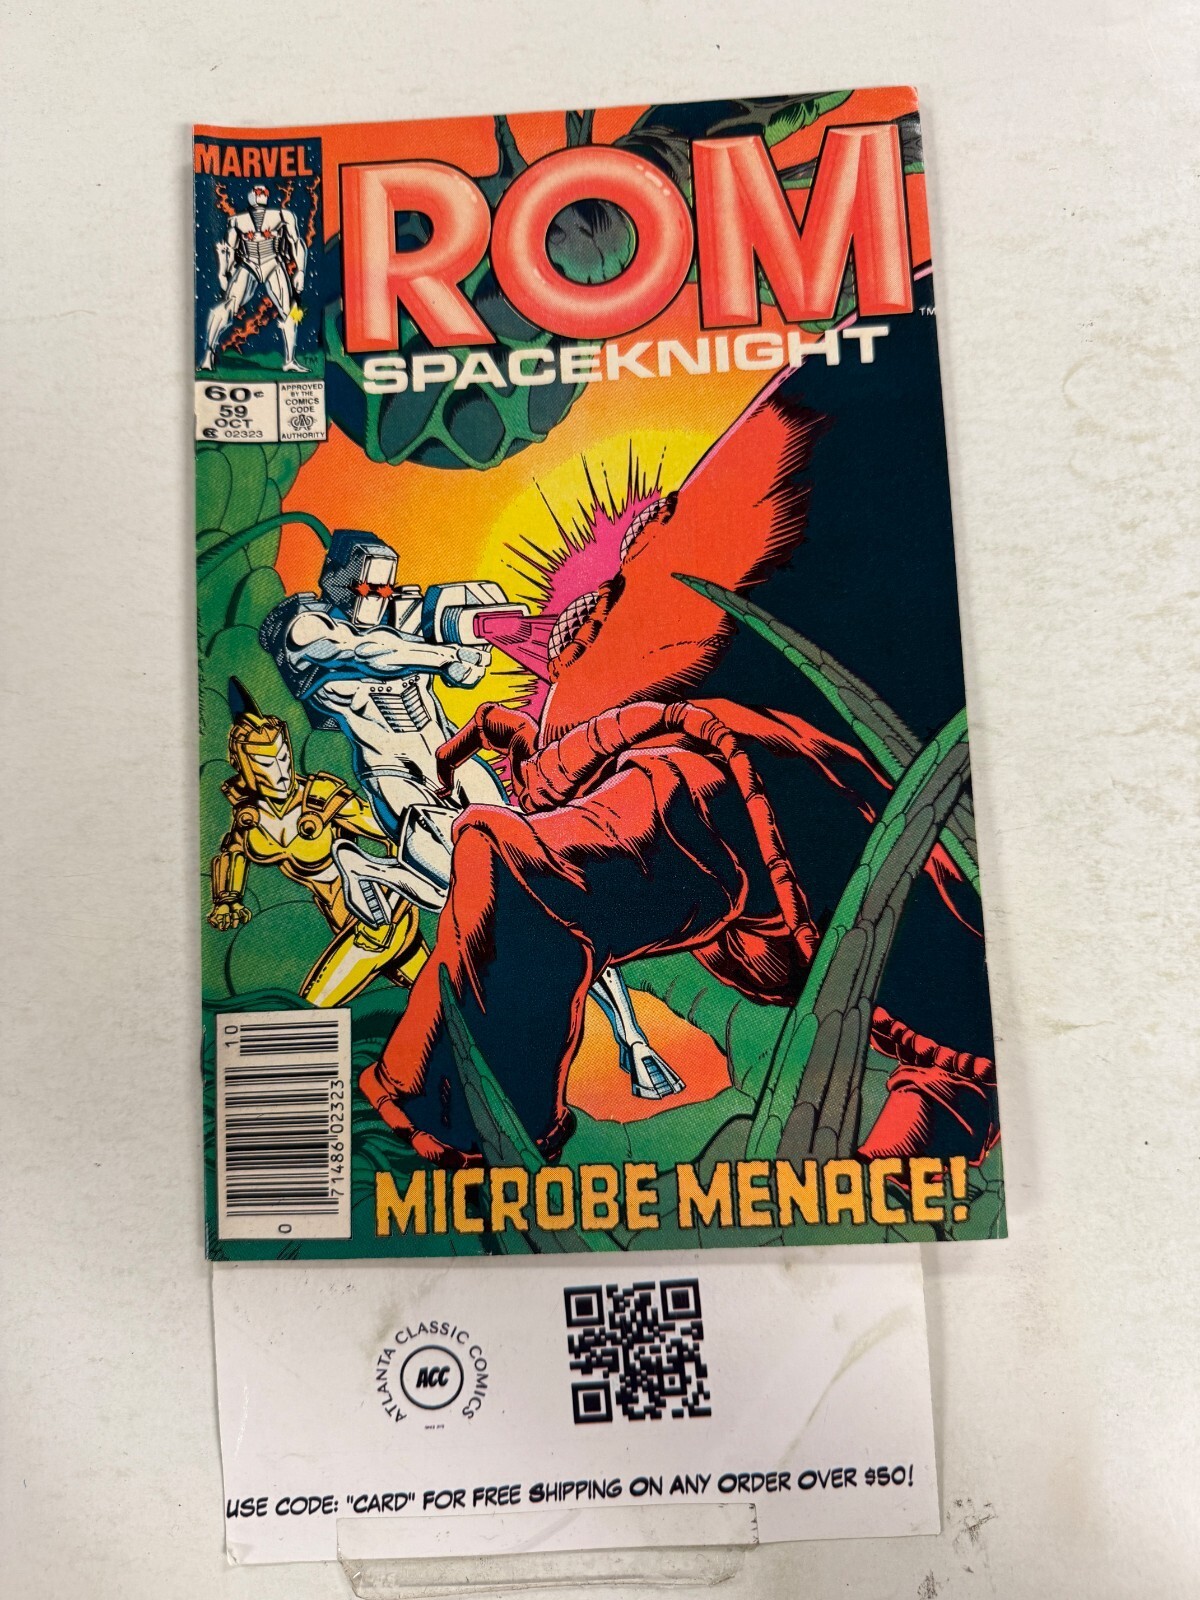 MARVEL
ROM
TM
SPACEKNIGHT
TM
60¢
59
OCT
02323
APPROVED
BY THE
COMICS
CODE
AUTHORITY
10
71486 02323
0
MICROBE MENACE!
ATLANTA CLASSIC COMICS
ACC
USE CODE: "CARD" FOR FREE SHIPPING ON ANY ORDER OVER $50!